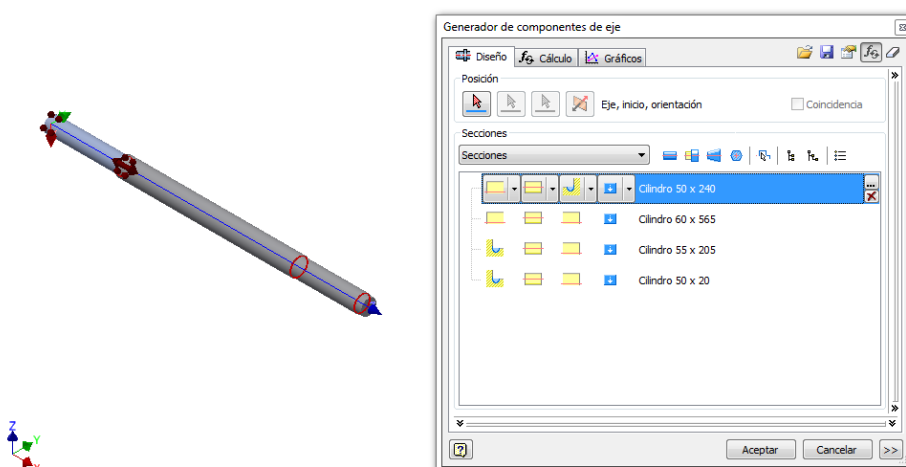 Generador de componentes de eje
Diseño Cálculo Gráficos
Posición
Eje, inicio, orientación Coincidencia
Secciones
Secciones
Cilindro 50 x 240
Cilindro 60 x 565
Cilindro 55 x 205
Cilindro 50 x 20
Aceptar Cancelar >>
Z
Y
X